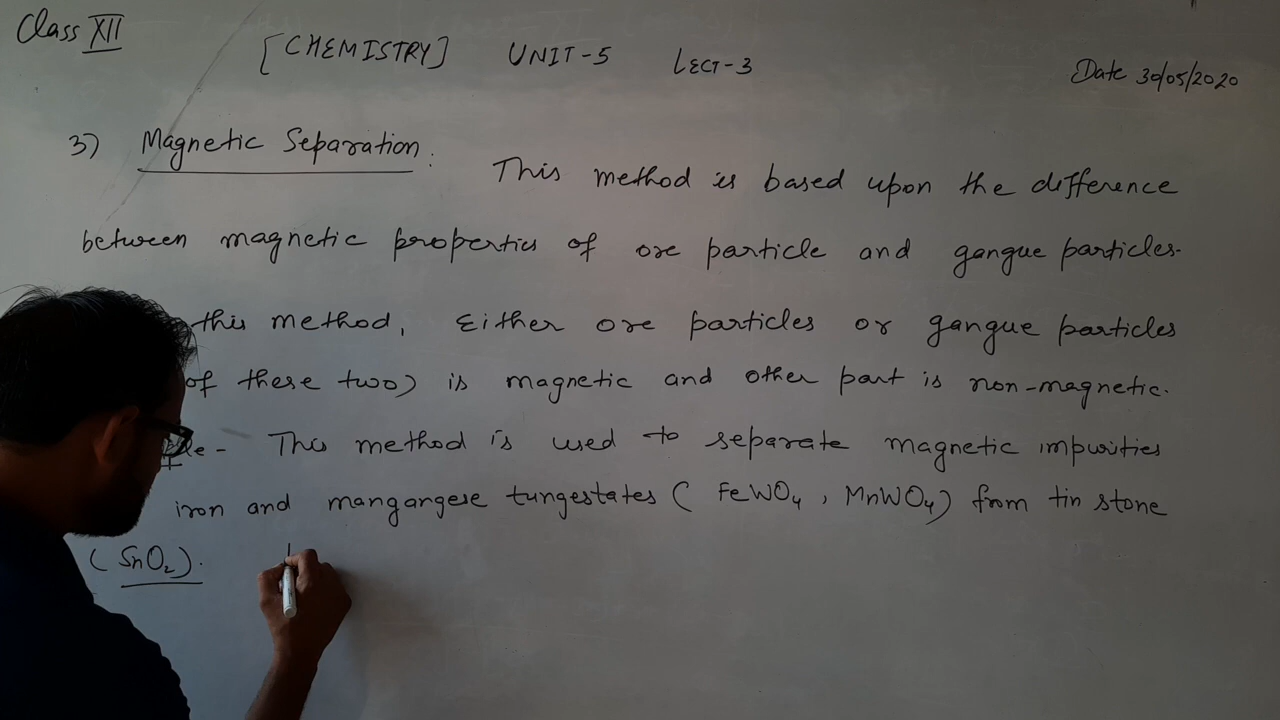 Class XII
[CHEMISTRY] UNIT-5 LECT-3
Date 30/05/2020
3) Magnetic Separation: This method is based upon the difference
between magnetic properties of ore particle and gangue particles.
this method, Either ore particles or gangue particles
of these two) is magnetic and other part is non-magnetic.
ple - This method is used to separate magnetic impurities
iron and mangangese tungestates ( FeWO4 , MnWO4) from tin stone
( SnO2).